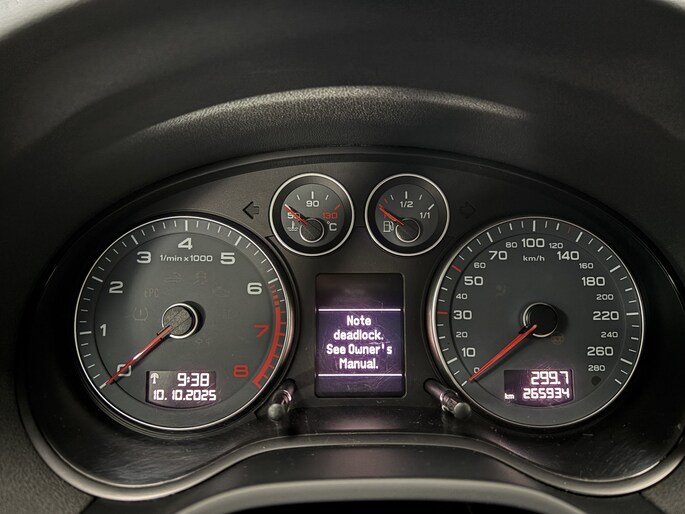 50 90 130
°C
1/2 1/1
0 1 2 3 4 5 6 7 8
1/min x 1000
EPC
9:38
10.10.2025
Note
deadlock.
See Owner's
Manual.
0 10 20 30 40 50 60 70 80 100 120 140 160 180 200 220 240 260 280
km/h
299.7
km 265934